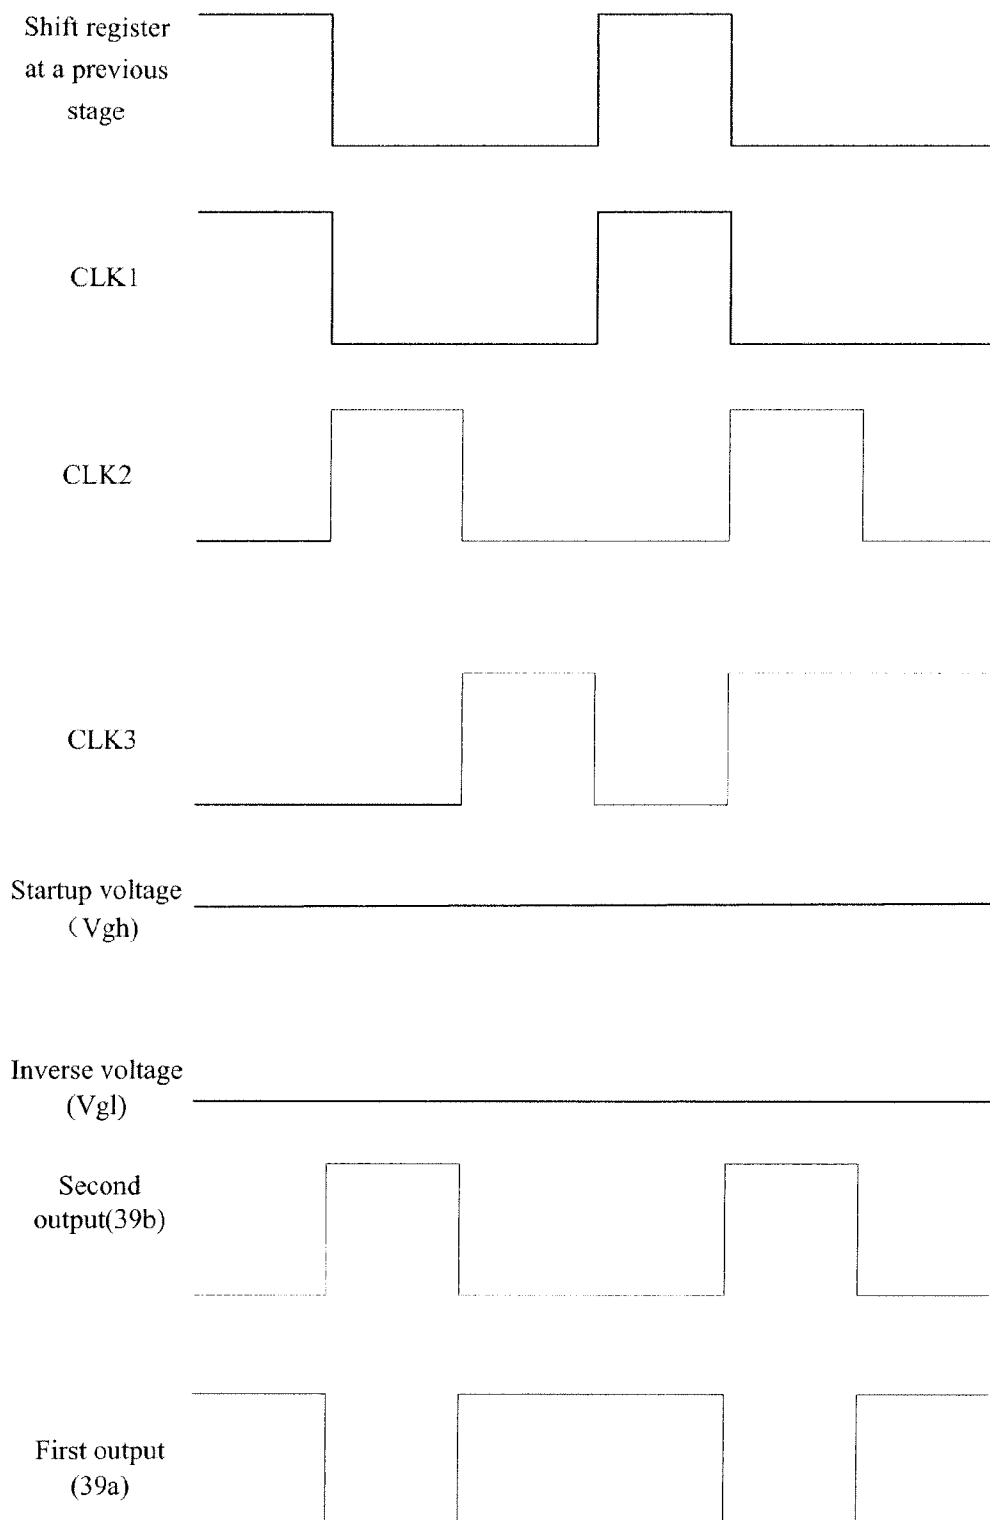 Shift register
at a previous
stage
CLK1
CLK2
CLK3
Startup voltage
（Vgh)
Inverse voltage
(Vgl)
Second
output(39b)
First output
(39a)